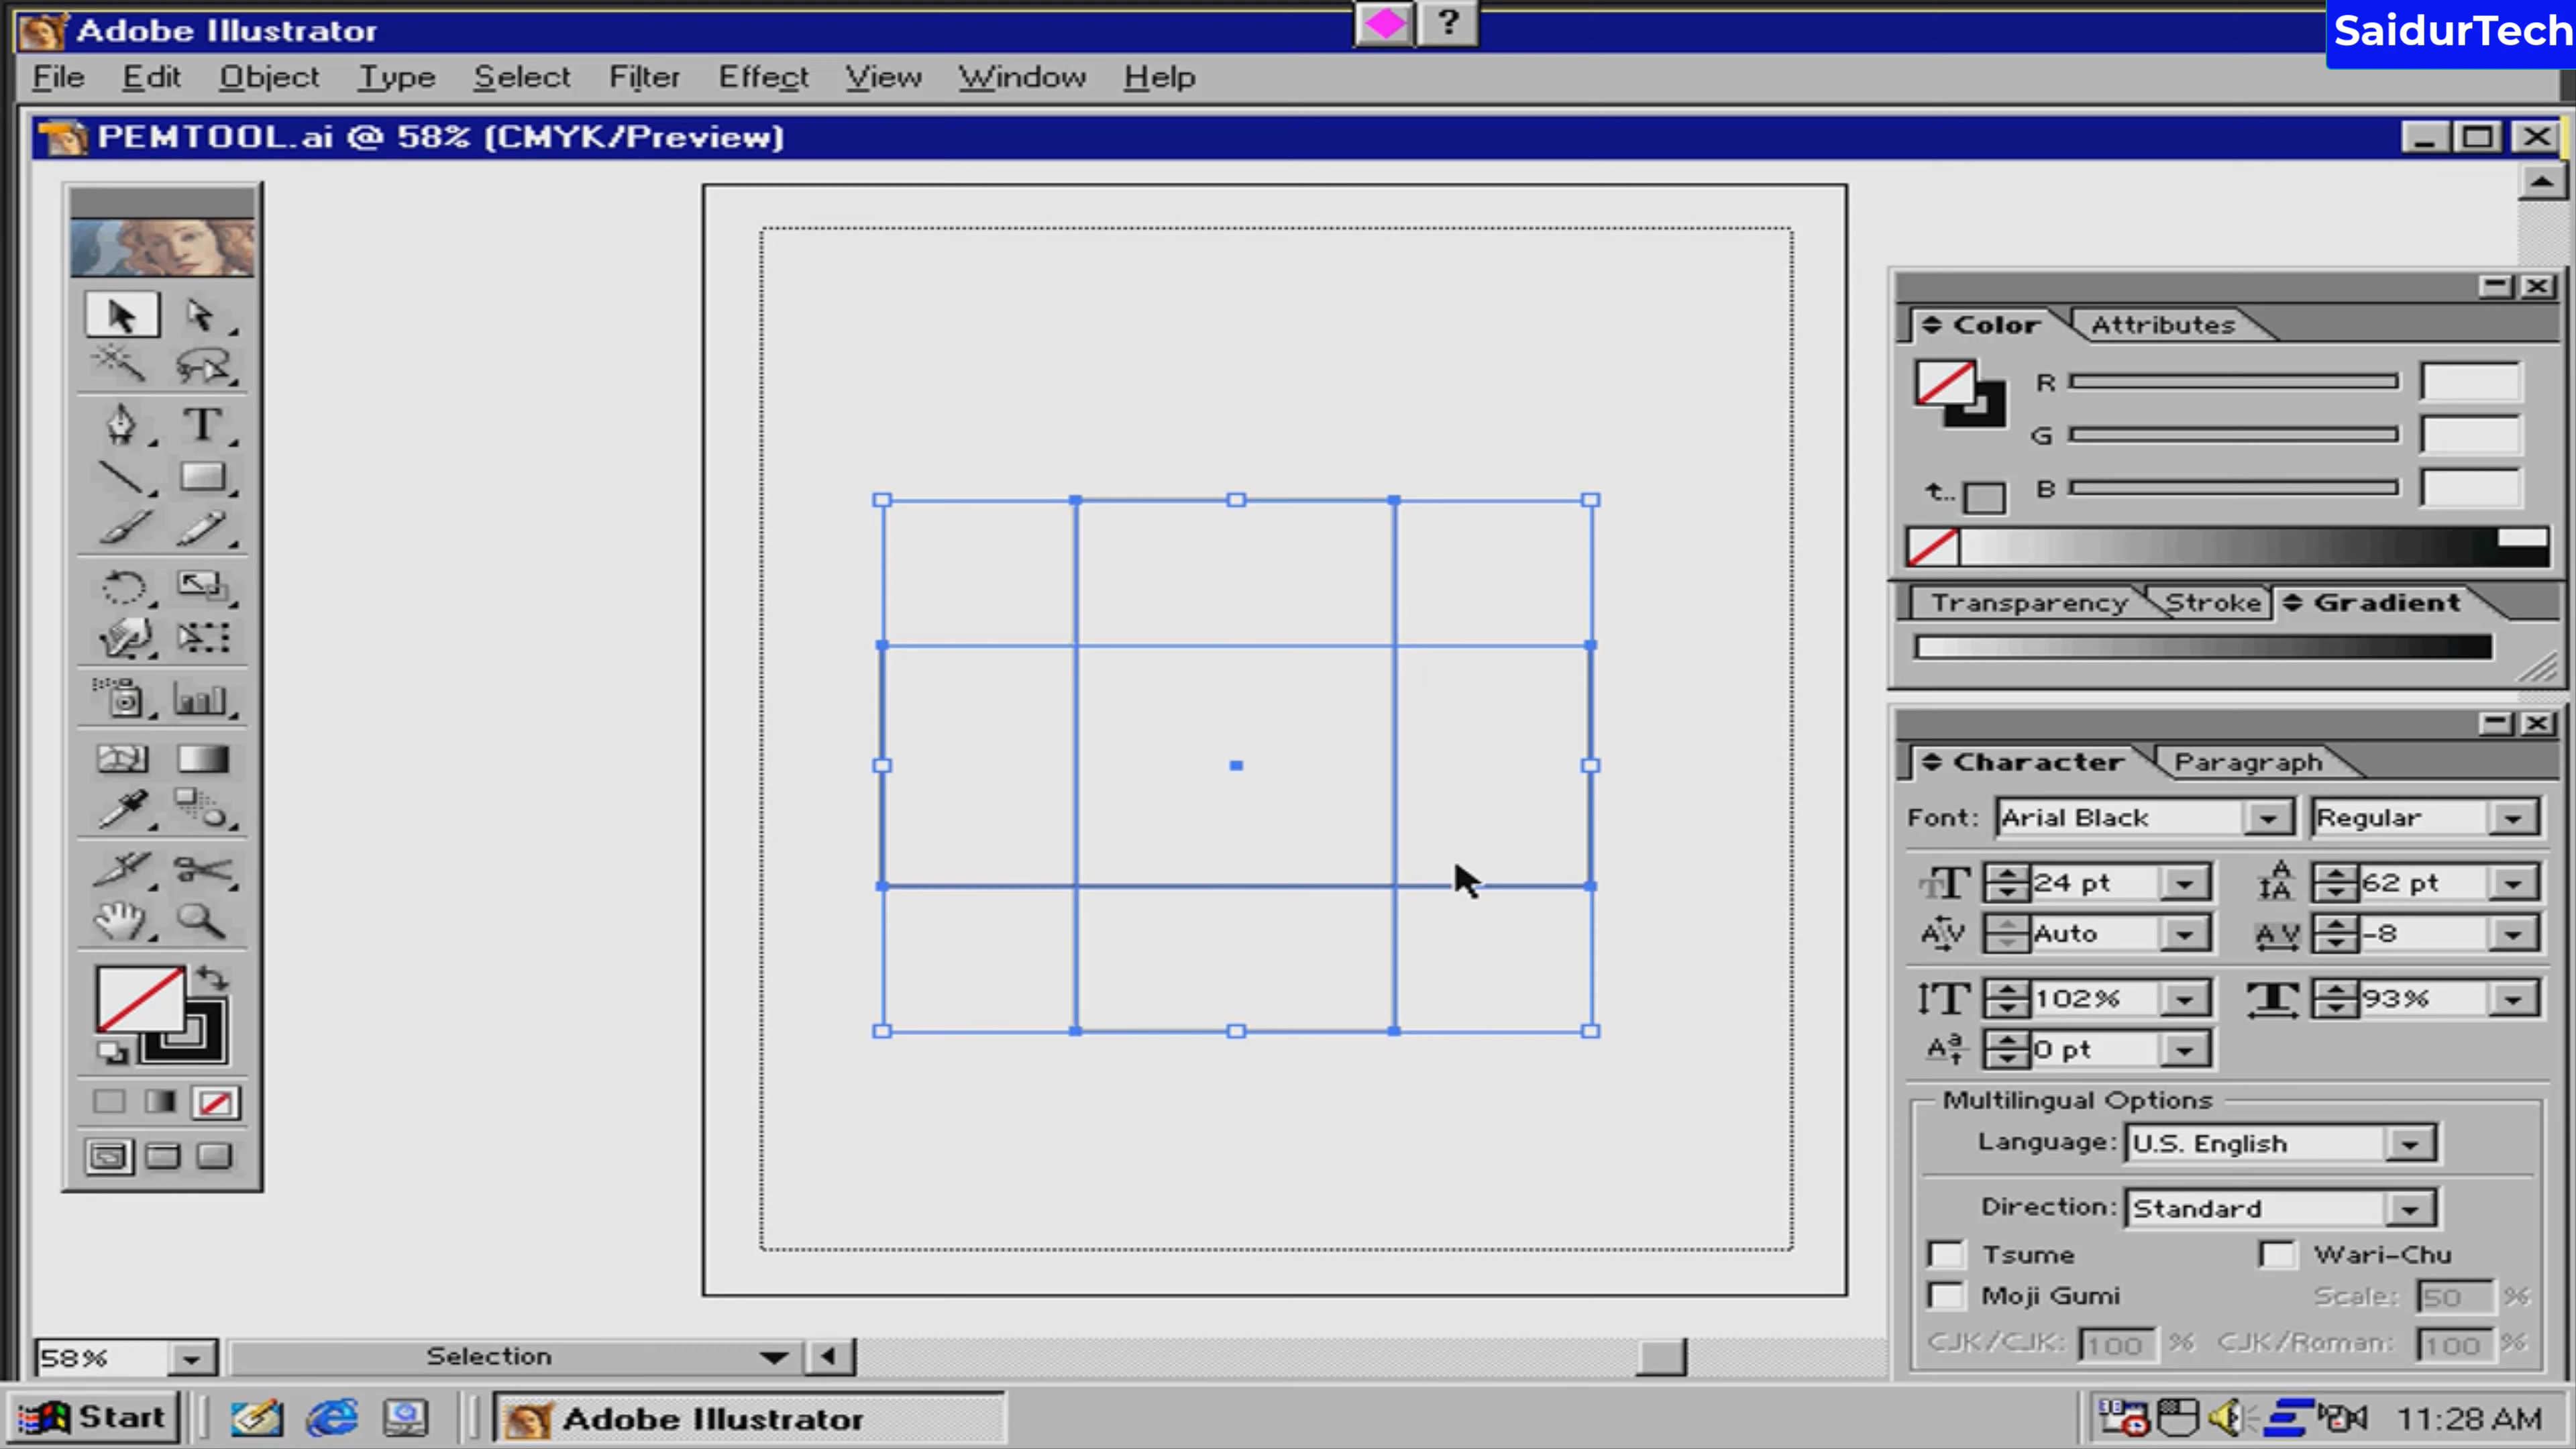 Adobe Illustrator
?
SaidurTech
File Edit Object Type Select Filter Effect View Window Help
PEMTOOL.ai @ 58% (CMYK/Preview)
Color Attributes
R
G
B
Transparency Stroke Gradient
Character Paragraph
Font: Arial Black Regular
24 pt 62 pt
Auto -8
102% 93%
0 pt
Multilingual Options
Language: U.S. English
Direction: Standard
Tsume Wari-Chu
Moji Gumi Scale: 50 %
CJK/CJK: 100 % CJK/Roman: 100 %
58% Selection
Start Adobe Illustrator 11:28 AM